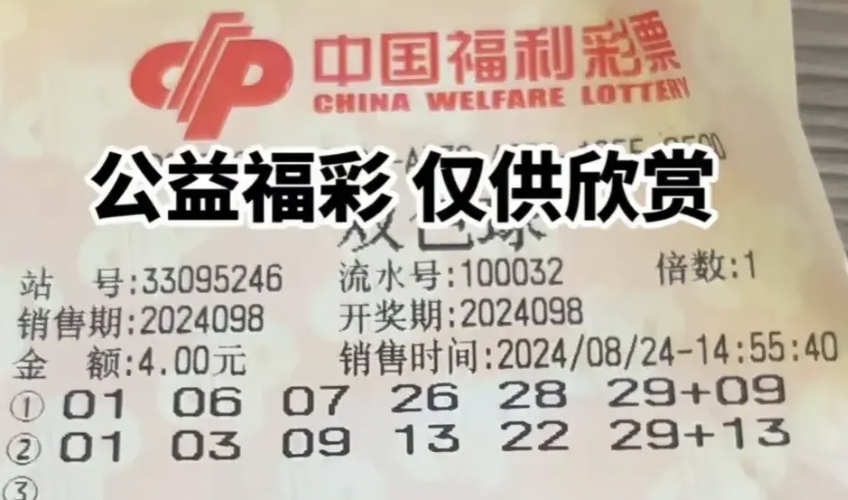 中国福利彩票
CHINA WELFARE LOTTERY
公益福彩 仅供欣赏
双色球
站 号:33095246 流水号:100032 倍数:1
销售期:2024098 开奖期:2024098
金 额:4.00元 销售时间:2024/08/24-14:55:40
① 01 06 07 26 28 29+09
② 01 03 09 13 22 29+13
③